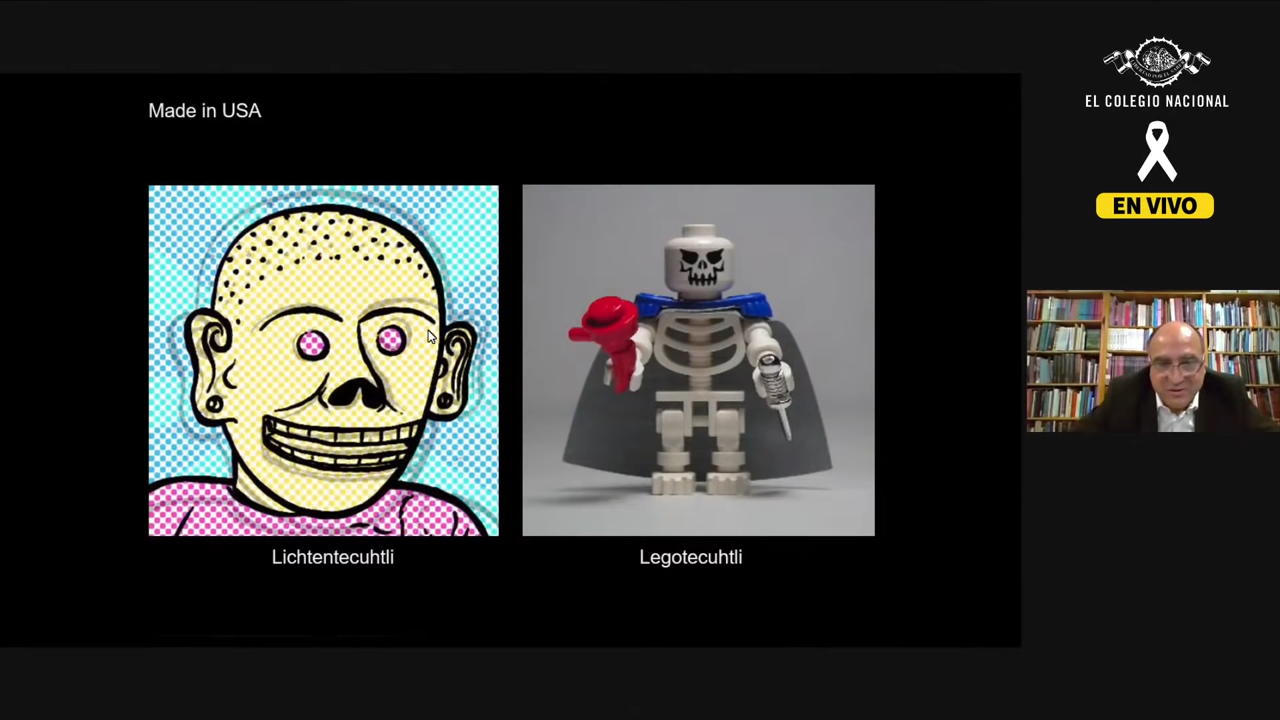 Made in USA
Lichtentecuhtli
Legotecuhtli
EL COLEGIO NACIONAL
EN VIVO